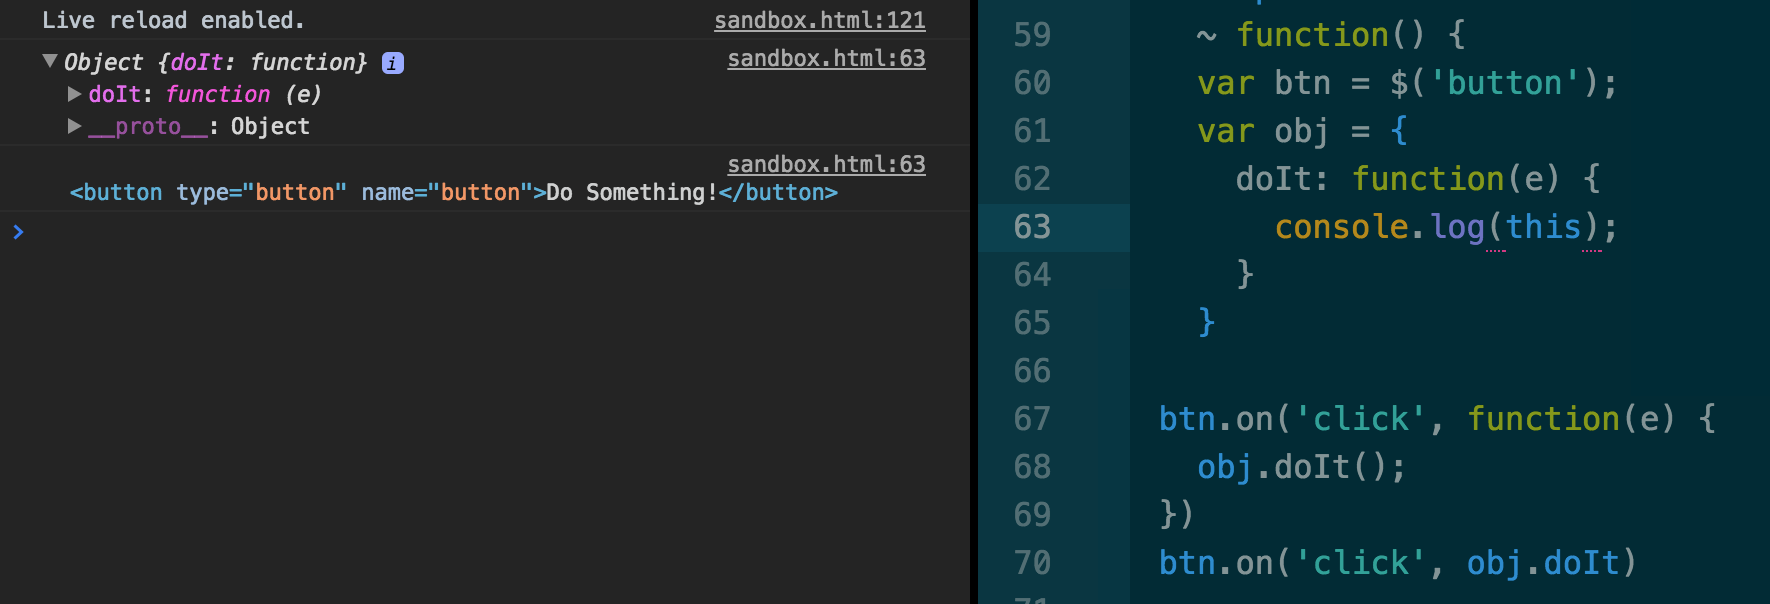 Live reload enabled. sandbox.html:121
Object {doIt: function} i sandbox.html:63
doIt: function (e)
__proto__: Object
sandbox.html:63
<button type="button" name="button">Do Something!</button>
>
59 ~ function() {
60 var btn = $('button');
61 var obj = {
62 doIt: function(e) {
63 console.log(this);
64 }
65 }
66
67 btn.on('click', function(e) {
68 obj.doIt();
69 })
70 btn.on('click', obj.doIt)
71